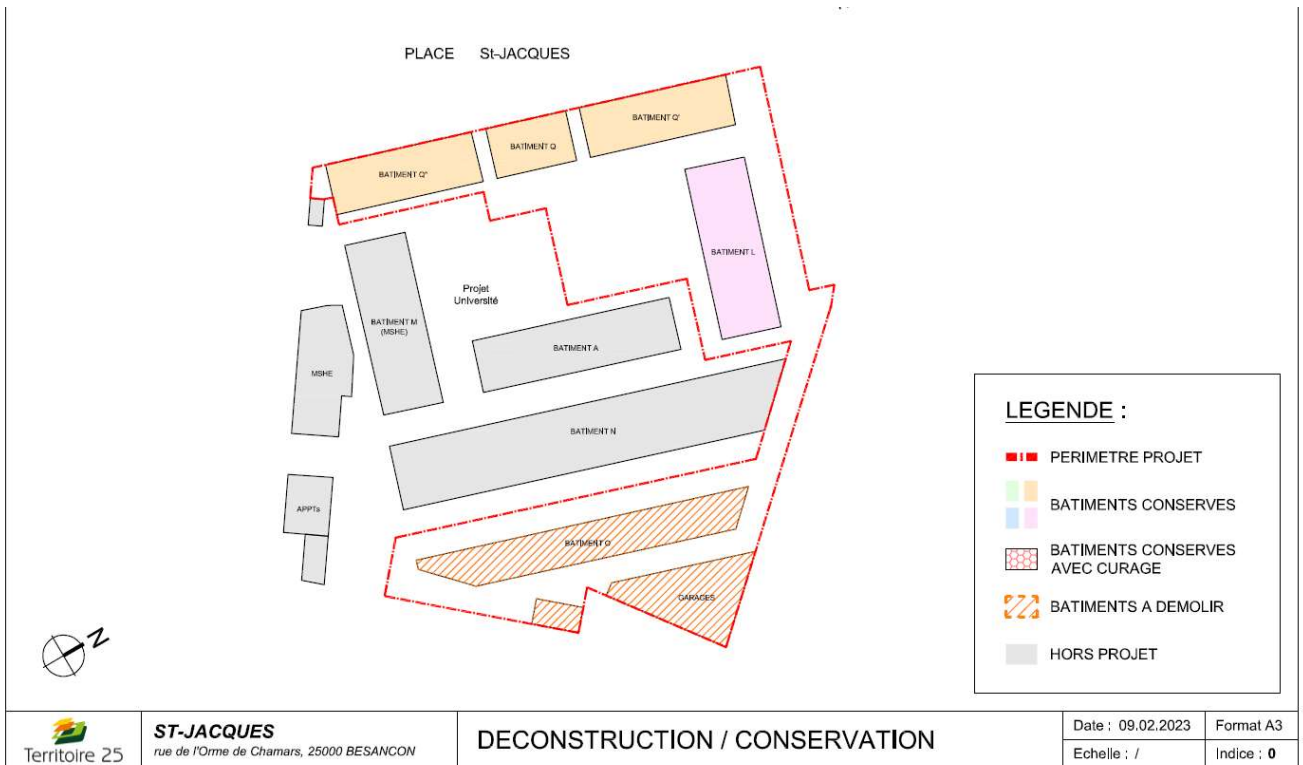 PLACE St-JACQUES
BATIMENT Q'
BATIMENT Q
BATIMENT Q"
BATIMENT L
Projet
Université
BATIMENT M
(MSHE)
BATIMENT A
MSHE
BATIMENT N
APPTs
BATIMENT O
GARAGES
N
LEGENDE :
PERIMETRE PROJET
BATIMENTS CONSERVES
BATIMENTS CONSERVES
AVEC CURAGE
BATIMENTS A DEMOLIR
HORS PROJET
Territoire 25
ST-JACQUES
rue de l'Orme de Chamars, 25000 BESANCON
DECONSTRUCTION / CONSERVATION
Date : 09.02.2023
Format A3
Echelle : /
Indice : 0